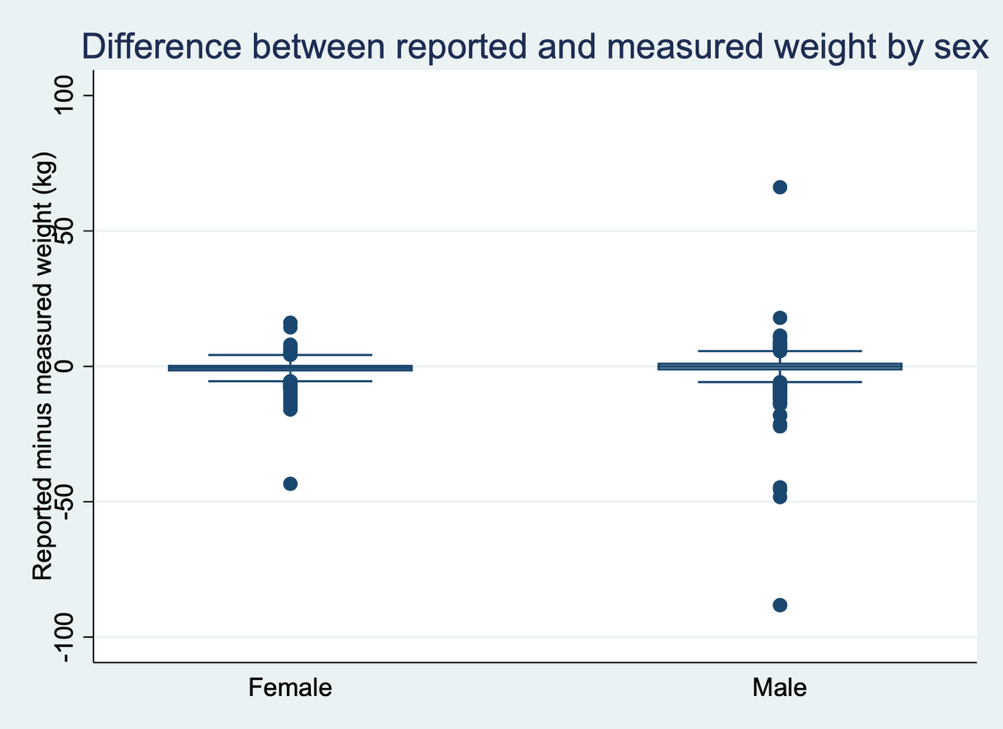 Difference between reported and measured weight by sex
Reported minus measured weight (kg)
100
50
0
-50
-100
Female
Male